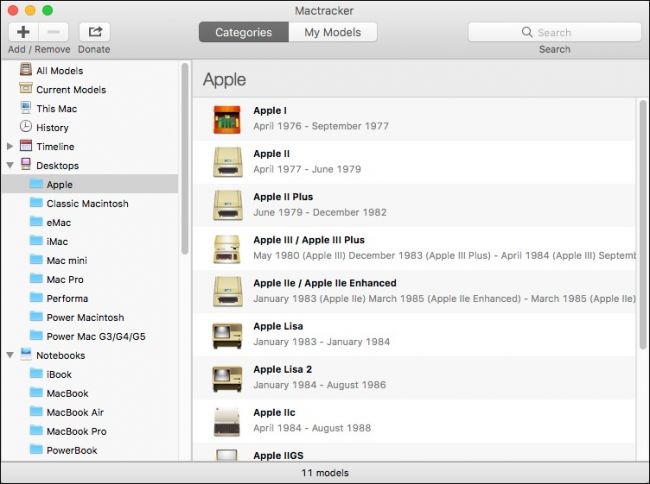 Mactracker
Add / Remove
Donate
Categories
My Models
Search
Search
All Models
Current Models
This Mac
History
Timeline
Desktops
Apple
Classic Macintosh
eMac
iMac
Mac mini
Mac Pro
Performa
Power Macintosh
Power Mac G3/G4/G5
Notebooks
iBook
MacBook
MacBook Air
MacBook Pro
PowerBook
Apple
Apple I
April 1976 - September 1977
Apple II
April 1977 - June 1979
Apple II Plus
June 1979 - December 1982
Apple III / Apple III Plus
May 1980 (Apple III) December 1983 (Apple III Plus) - April 1984 (Apple III) Septem
Apple IIe / Apple IIe Enhanced
January 1983 (Apple IIe) March 1985 (Apple IIe Enhanced) - March 1985 (Apple IIe)
Apple Lisa
January 1983 - January 1984
Apple Lisa 2
January 1984 - August 1986
Apple IIc
April 1984 - August 1988
Apple IIGS
11 models